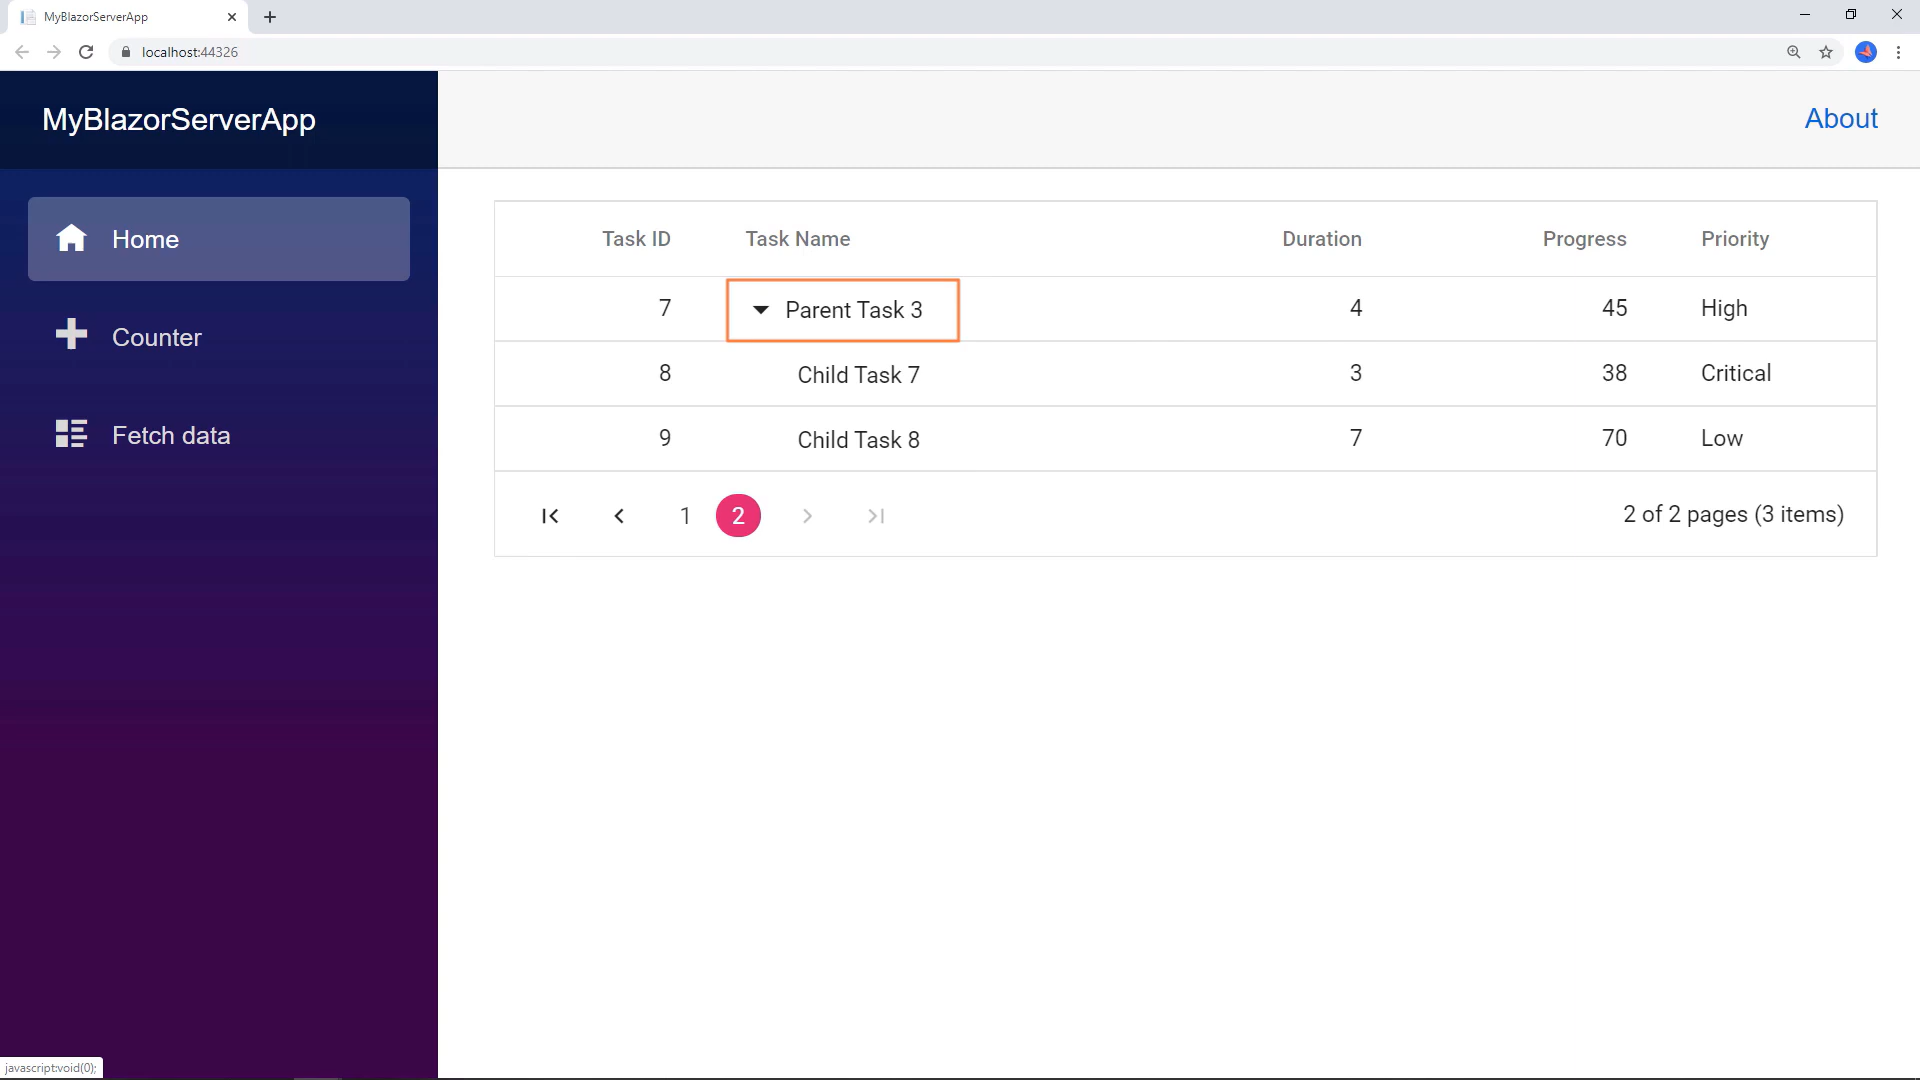 MyBlazorServerApp
localhost:44326
MyBlazorServerApp
About
Home
Counter
Fetch data
Task ID Task Name Duration Progress Priority
7 Parent Task 3 4 45 High
8 Child Task 7 3 38 Critical
9 Child Task 8 7 70 Low
1 2 2 of 2 pages (3 items)
javascript:void(0);